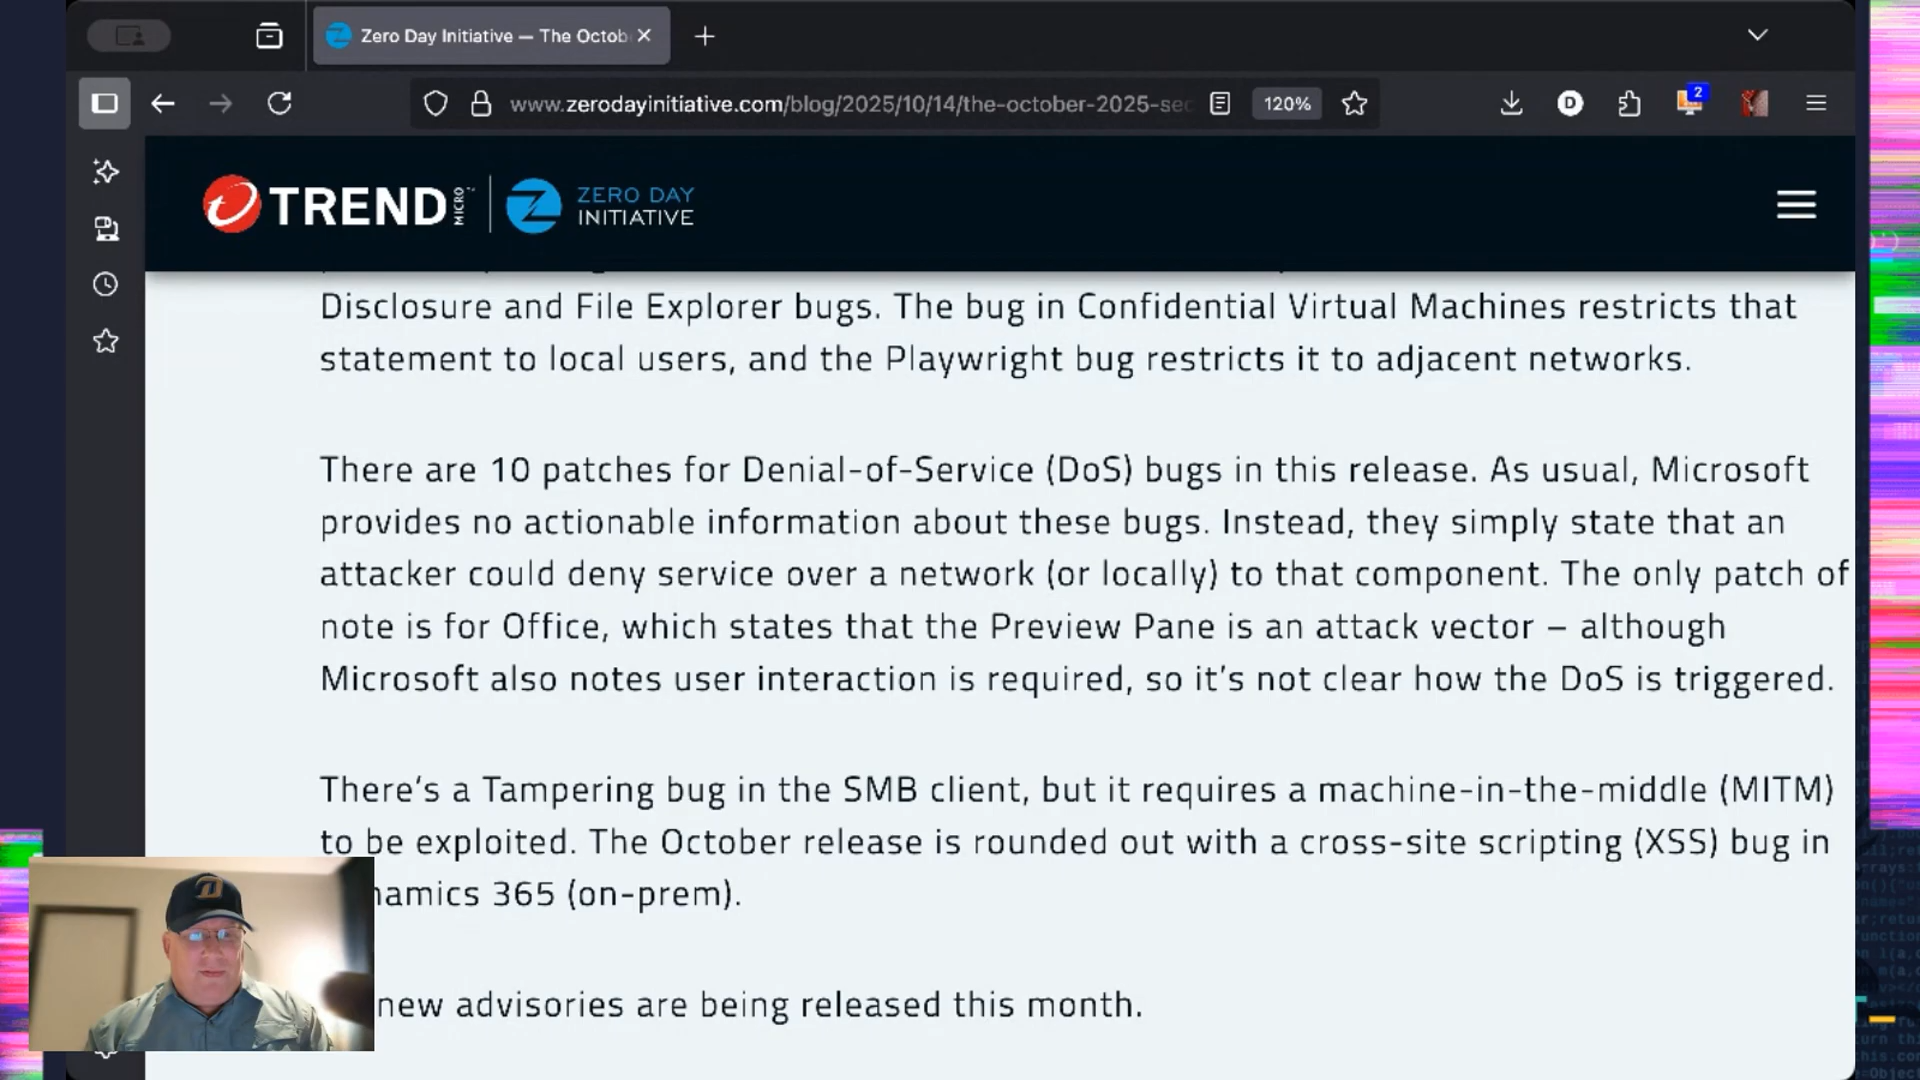 Zero Day Initiative — The Octob
www.zerodayinitiative.com/blog/2025/10/14/the-october-2025-sec
120%
D
2
TREND MICRO
ZERO DAY
INITIATIVE
Disclosure and File Explorer bugs. The bug in Confidential Virtual Machines restricts that
statement to local users, and the Playwright bug restricts it to adjacent networks.
There are 10 patches for Denial-of-Service (DoS) bugs in this release. As usual, Microsoft
provides no actionable information about these bugs. Instead, they simply state that an
attacker could deny service over a network (or locally) to that component. The only patch of
note is for Office, which states that the Preview Pane is an attack vector – although
Microsoft also notes user interaction is required, so it’s not clear how the DoS is triggered.
There’s a Tampering bug in the SMB client, but it requires a machine-in-the-middle (MITM)
to be exploited. The October release is rounded out with a cross-site scripting (XSS) bug in
namics 365 (on-prem).
new advisories are being released this month.